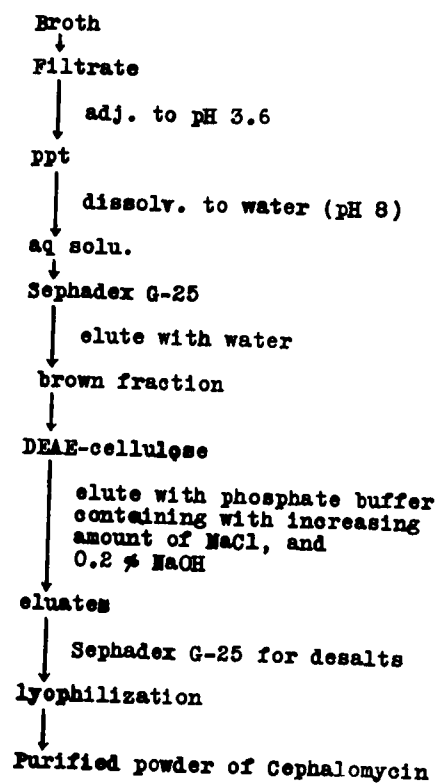 Broth
Filtrate
adj. to pH 3.6
ppt
dissolv. to water (pH 8)
aq solu.
Sephadex G-25
elute with water
brown fraction
DEAE-cellulose
elute with phosphate buffer
containing with increasing
amount of NaCl, and
0.2 % NaOH
eluates
Sephadex G-25 for desalts
lyophilization
Purified powder of Cephalomycin